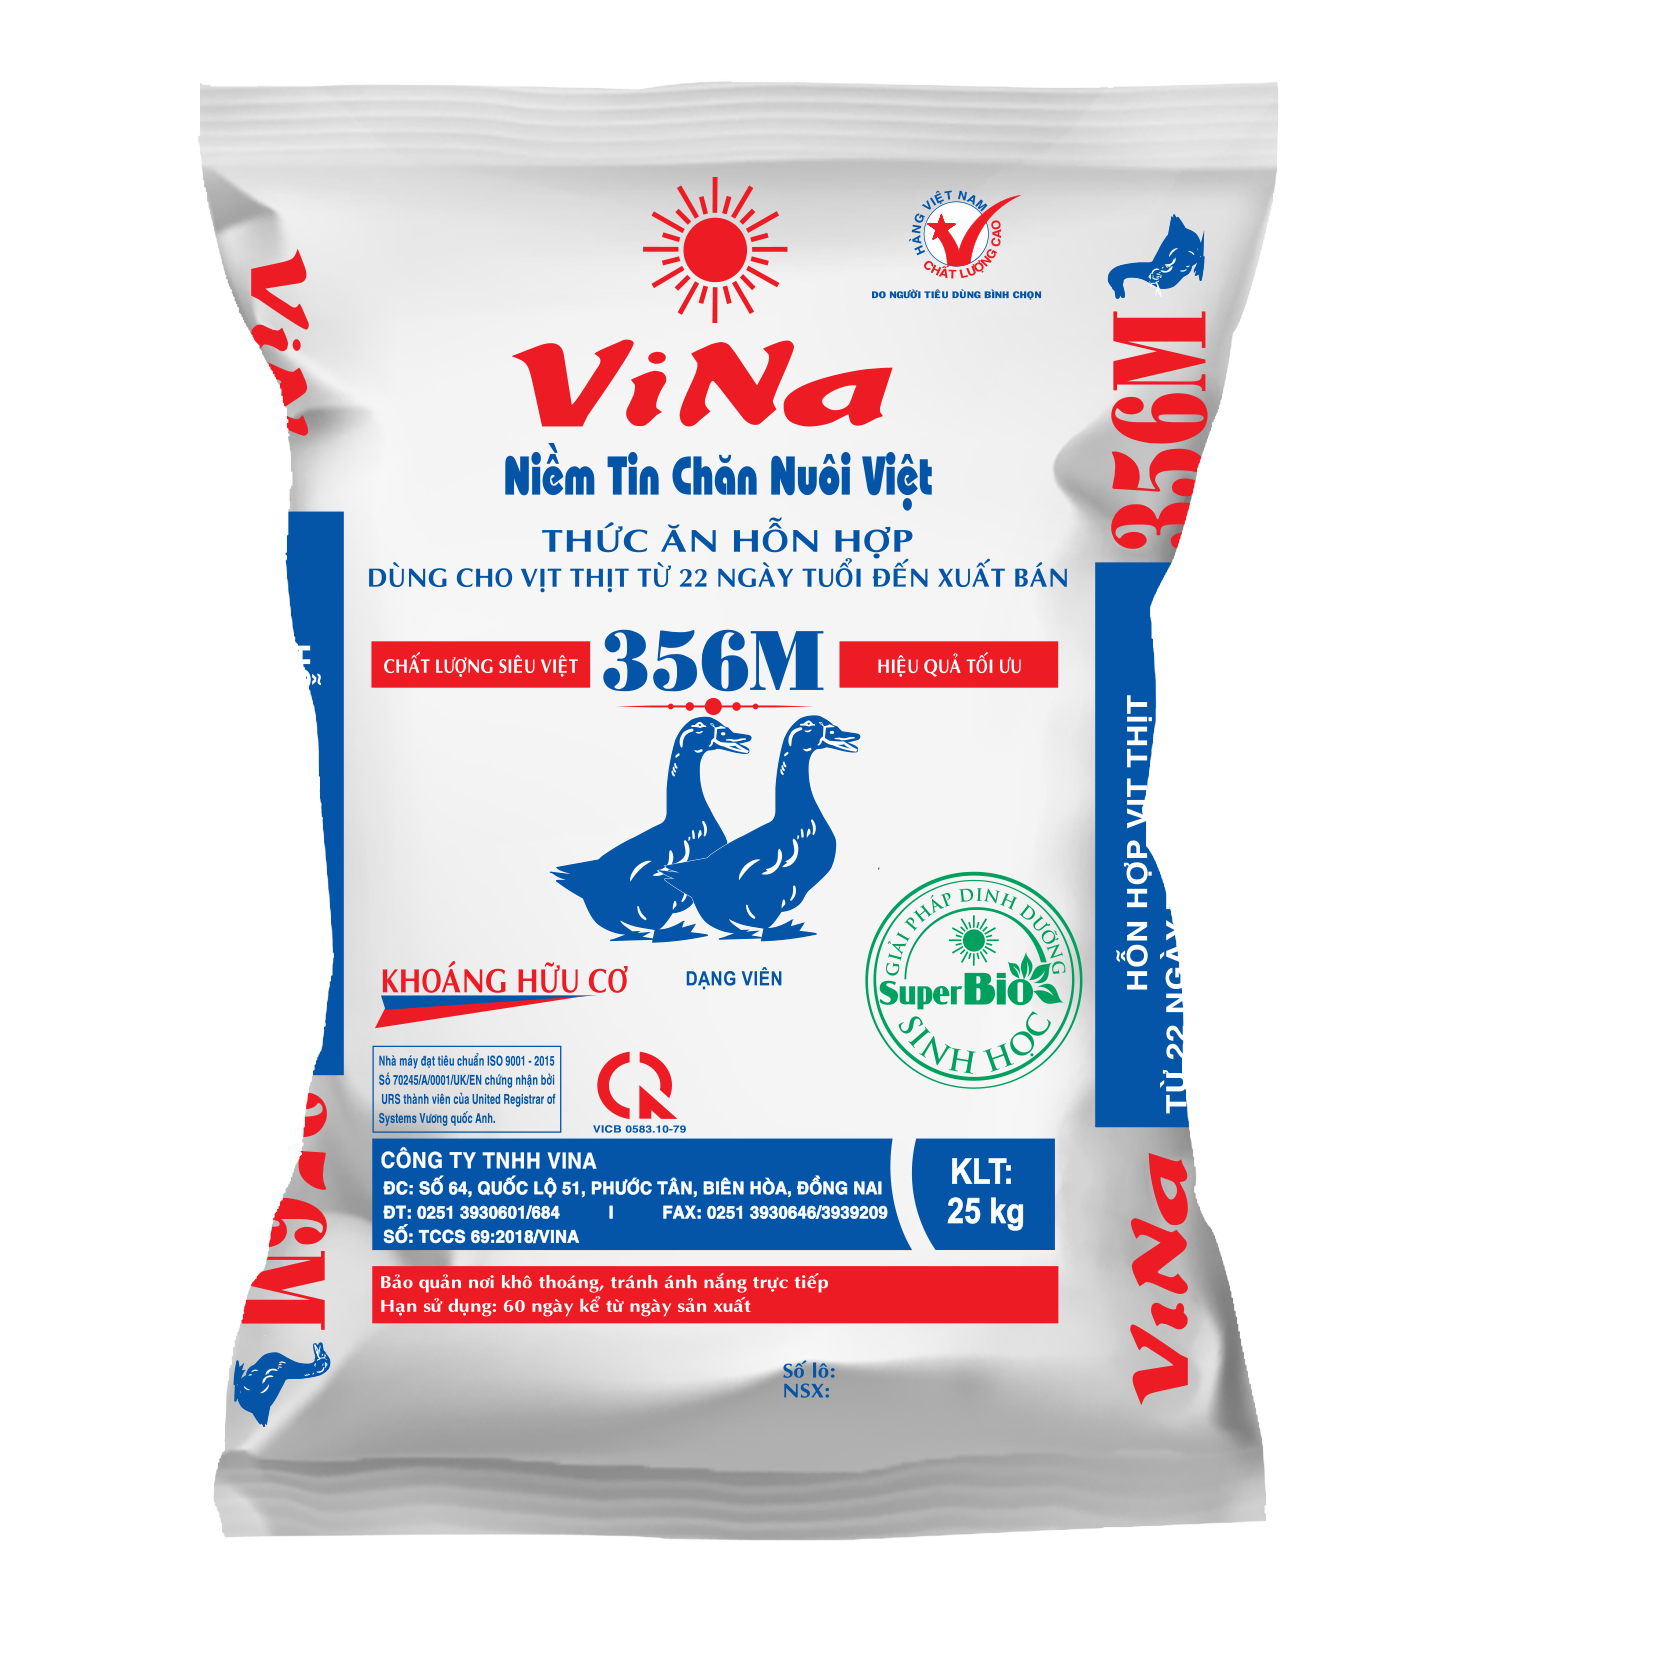 HÀNG VIỆT NAM
CHẤT LƯỢNG CAO
DO NGƯỜI TIÊU DÙNG BÌNH CHỌN
ViNa
Niềm Tin Chăn Nuôi Việt
THỨC ĂN HỖN HỢP
DÙNG CHO VỊT THỊT TỪ 22 NGÀY TUỔI ĐẾN XUẤT BÁN
CHẤT LƯỢNG SIÊU VIỆT
356M
HIỆU QUẢ TỐI ƯU
GIẢI PHÁP DINH DƯỠNG
SuperBio
SINH HỌC
KHOÁNG HỮU CƠ
DẠNG VIÊN
Nhà máy đạt tiêu chuẩn ISO 9001 - 2015
Số 70245/A/0001/UK/EN chứng nhận bởi
URS thành viên của United Registrar of
Systems Vương quốc Anh.
VICB 0583.10-79
CÔNG TY TNHH VINA
ĐC: SỐ 64, QUỐC LỘ 51, PHƯỚC TÂN, BIÊN HÒA, ĐỒNG NAI
ĐT: 0251 3930601/684 I FAX: 0251 3930646/3939209
SỐ: TCCS 69:2018/VINA
KLT:
25 kg
Bảo quản nơi khô thoáng, tránh ánh nắng trực tiếp
Hạn sử dụng: 60 ngày kể từ ngày sản xuất
Số lô:
NSX:
ViNa
356M
356M
HỖN HỢP VỊT THỊT
TỪ 22 NGÀY
ViNa